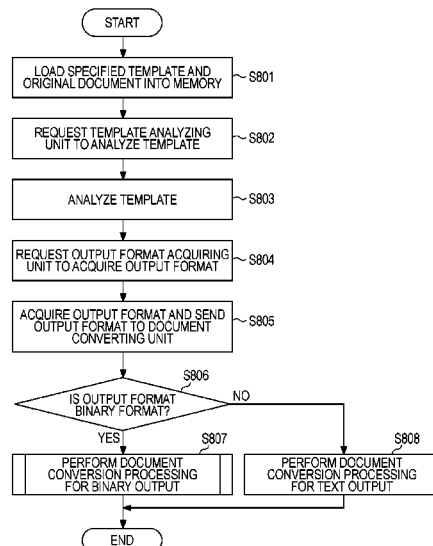 START
LOAD SPECIFIED TEMPLATE AND
ORIGINAL DOCUMENT INTO MEMORY
S801
REQUEST TEMPLATE ANALYZING
UNIT TO ANALYZE TEMPLATE
S802
ANALYZE TEMPLATE
S803
REQUEST OUTPUT FORMAT ACQUIRING
UNIT TO ACQUIRE OUTPUT FORMAT
S804
ACQUIRE OUTPUT FORMAT AND SEND
OUTPUT FORMAT TO DOCUMENT
CONVERTING UNIT
S805
S806
IS OUTPUT FORMAT
BINARY FORMAT?
NO
YES
S807
PERFORM DOCUMENT
CONVERSION PROCESSING
FOR BINARY OUTPUT
S808
PERFORM DOCUMENT
CONVERSION PROCESSING
FOR TEXT OUTPUT
END